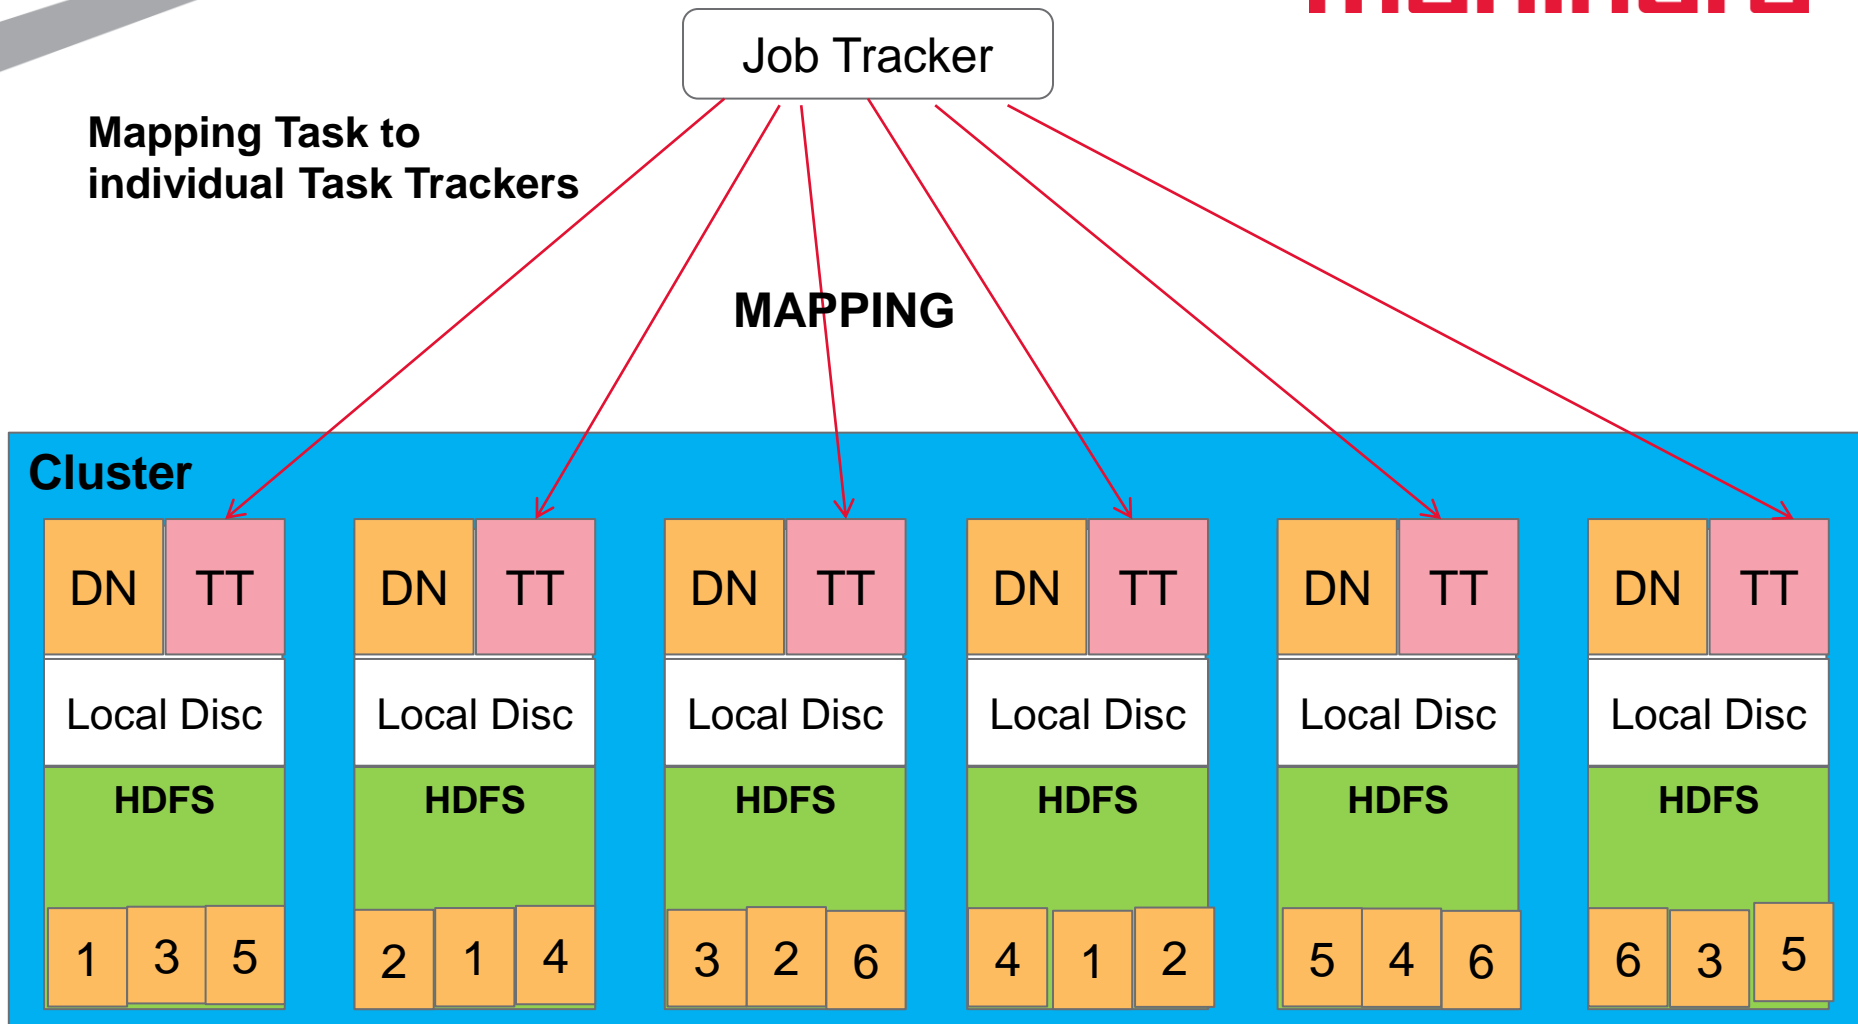 Job Tracker
Mapping Task to
individual Task Trackers
MAPPING
Cluster
DN TT DN TT DN TT DN TT DN TT DN TT
Local Disc Local Disc Local Disc Local Disc Local Disc Local Disc
HDFS HDFS HDFS HDFS HDFS HDFS
1 3 5 2 1 4 3 2 6 4 1 2 5 4 6 6 3 5